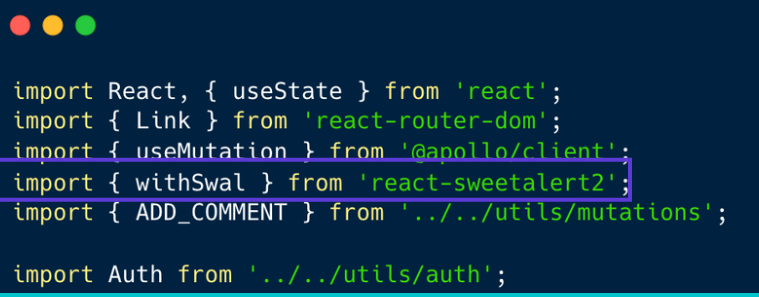 import React, { useState } from 'react';
import { Link } from 'react-router-dom';
import { useMutation } from '@apollo/client';
import { withSwal } from 'react-sweetalert2';
import { ADD_COMMENT } from '../../utils/mutations';
import Auth from '../../utils/auth';